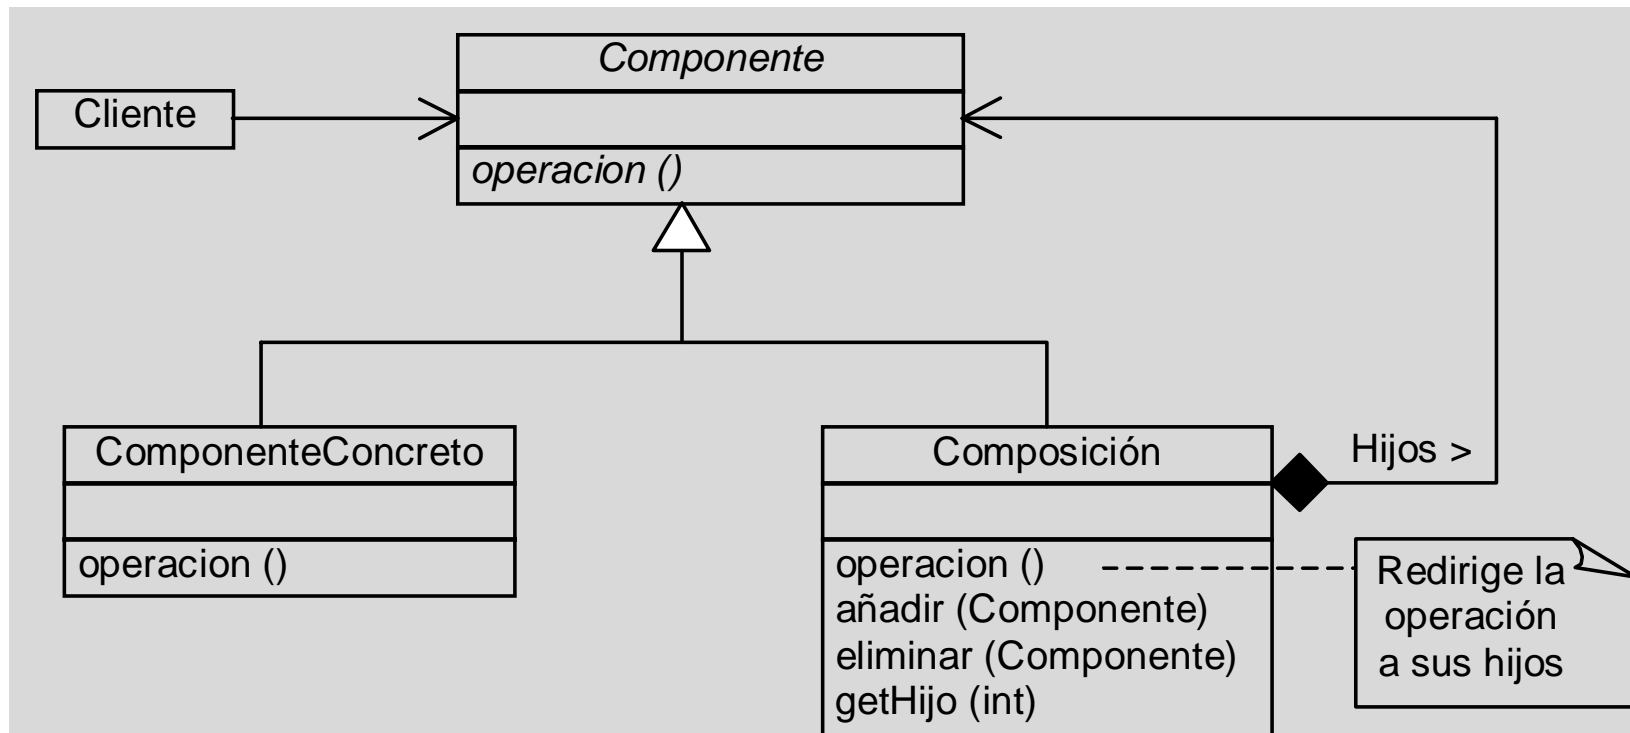 Componente
Cliente
operacion ()
ComponenteConcreto
operacion ()
Composición
Hijos >
operacion ()
añadir (Componente)
eliminar (Componente)
getHijo (int)
Redirige la
operación
a sus hijos